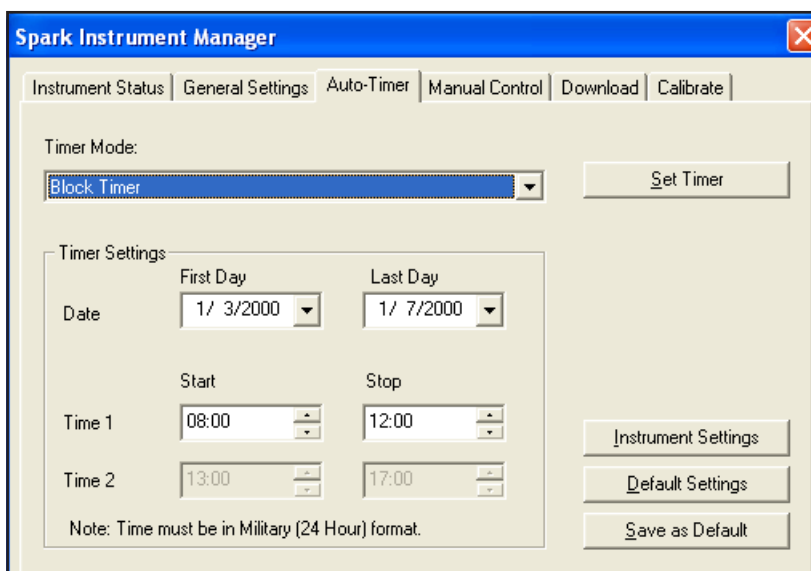 Spark Instrument Manager
Instrument Status General Settings Auto-Timer Manual Control Download Calibrate
Timer Mode:
Block Timer
Set Timer
Timer Settings
First Day Last Day
Date 1/ 3/2000 1/ 7/2000
Start Stop
Time 1 08:00 12:00
Instrument Settings
Time 2 13:00 17:00
Default Settings
Note: Time must be in Military (24 Hour) format.
Save as Default